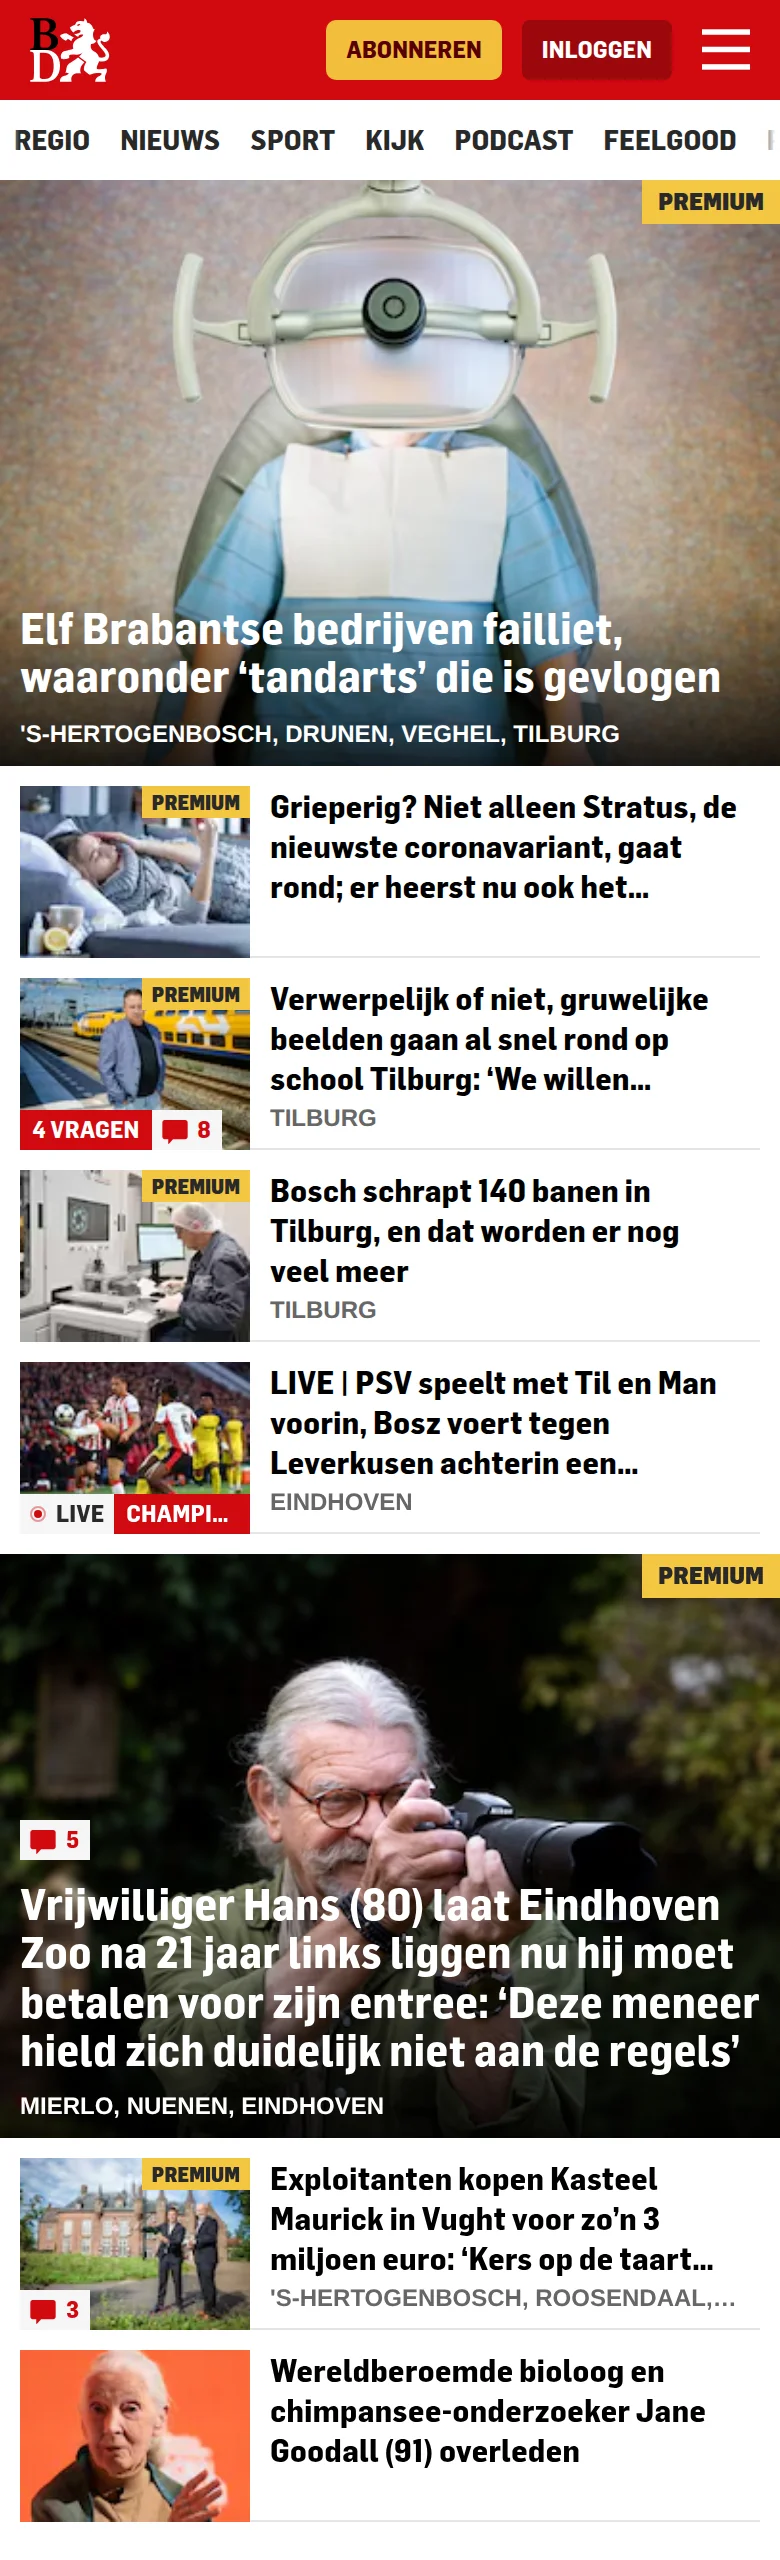 BD
ABONNEREN
INLOGGEN
REGIO NIEUWS SPORT KIJK PODCAST FEELGOOD
PREMIUM
Elf Brabantse bedrijven failliet,
waaronder ‘tandarts’ die is gevlogen
'S-HERTOGENBOSCH, DRUNEN, VEGHEL, TILBURG
PREMIUM
Grieperig? Niet alleen Stratus, de
nieuwste coronavariant, gaat
rond; er heerst nu ook het...
PREMIUM
4 VRAGEN
8
Verwerpelijk of niet, gruwelijke
beelden gaan al snel rond op
school Tilburg: ‘We willen...
TILBURG
PREMIUM
Bosch schrapt 140 banen in
Tilburg, en dat worden er nog
veel meer
TILBURG
LIVE
CHAMPI...
LIVE | PSV speelt met Til en Man
voorin, Bosz voert tegen
Leverkusen achterin een...
EINDHOVEN
PREMIUM
5
Vrijwilliger Hans (80) laat Eindhoven
Zoo na 21 jaar links liggen nu hij moet
betalen voor zijn entree: ‘Deze meneer
hield zich duidelijk niet aan de regels’
MIERLO, NUENEN, EINDHOVEN
PREMIUM
3
Exploitanten kopen Kasteel
Maurick in Vught voor zo’n 3
miljoen euro: ‘Kers op de taart...
'S-HERTOGENBOSCH, ROOSENDAAL,...
Wereldberoemde bioloog en
chimpansee-onderzoeker Jane
Goodall (91) overleden